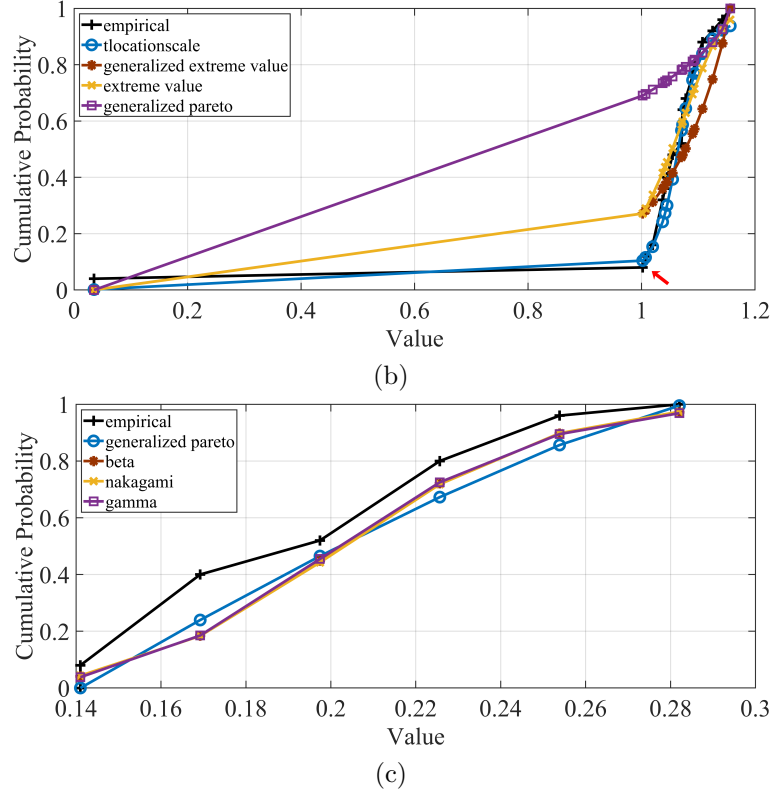 1
0.8
0.6
0.4
0.2
0
Cumulative Probability
empirical
tlocationscale
generalized extreme value
extreme value
generalized pareto
0 0.2 0.4 0.6 0.8 1 1.2
Value
(b)
1
0.8
0.6
0.4
0.2
0
Cumulative Probability
empirical
generalized pareto
beta
nakagami
gamma
0.14 0.16 0.18 0.2 0.22 0.24 0.26 0.28 0.3
Value
(c)